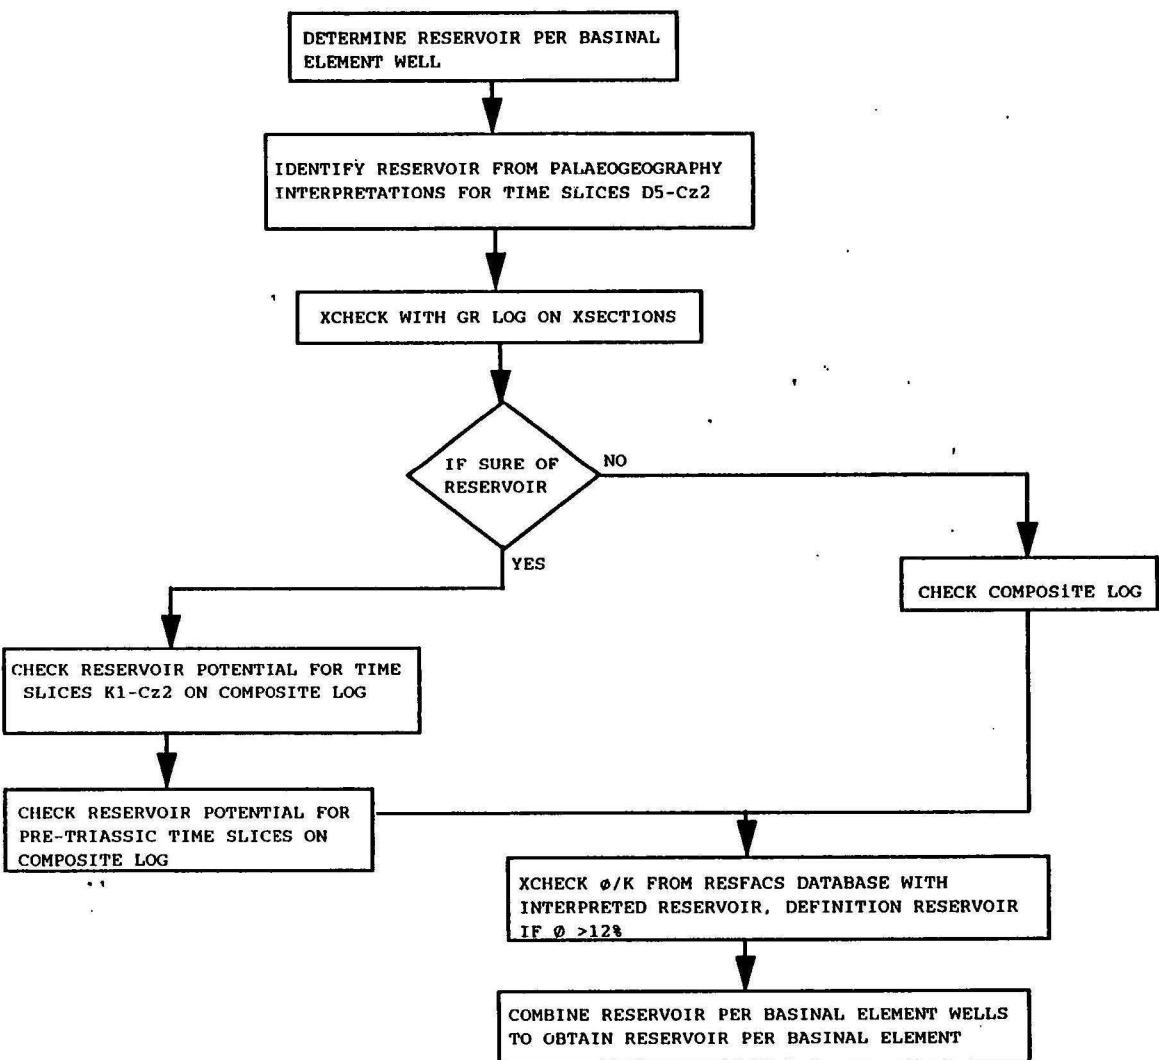 DETERMINE RESERVOIR PER BASINAL
ELEMENT WELL
IDENTIFY RESERVOIR FROM PALAEOGEOGRAPHY
INTERPRETATIONS FOR TIME SLICES D5-Cz2
XCHECK WITH GR LOG ON XSECTIONS
IF SURE OF
RESERVOIR
NO
YES
CHECK COMPOSITE LOG
CHECK RESERVOIR POTENTIAL FOR TIME
SLICES K1-Cz2 ON COMPOSITE LOG
CHECK RESERVOIR POTENTIAL FOR
PRE-TRIASSIC TIME SLICES ON
COMPOSITE LOG
XCHECK ø/K FROM RESFACS DATABASE WITH
INTERPRETED RESERVOIR, DEFINITION RESERVOIR
IF Ø >12%
COMBINE RESERVOIR PER BASINAL ELEMENT WELLS
TO OBTAIN RESERVOIR PER BASINAL ELEMENT